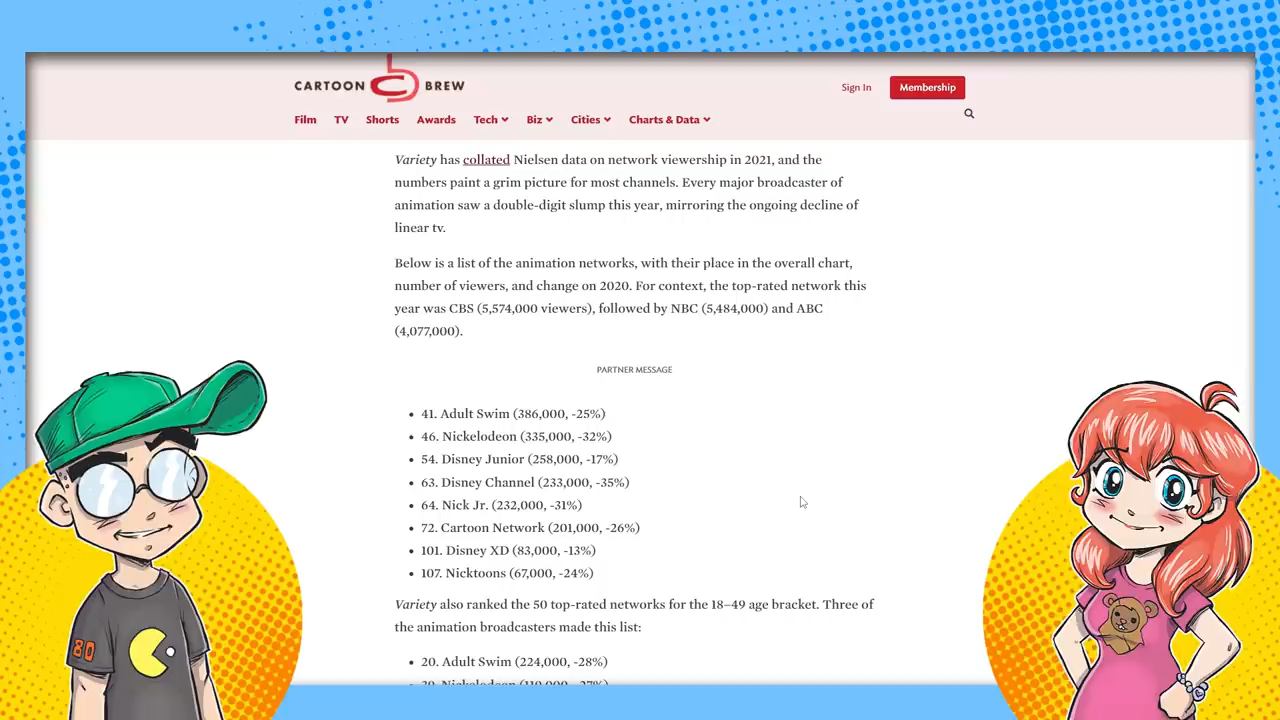 CARTOON BREW
Sign In
Membership
Film TV Shorts Awards Tech Biz Cities Charts & Data
Variety has collated Nielsen data on network viewership in 2021, and the
numbers paint a grim picture for most channels. Every major broadcaster of
animation saw a double-digit slump this year, mirroring the ongoing decline of
linear tv.
Below is a list of the animation networks, with their place in the overall chart,
number of viewers, and change on 2020. For context, the top-rated network this
year was CBS (5,574,000 viewers), followed by NBC (5,484,000) and ABC
(4,077,000).
PARTNER MESSAGE
• 41. Adult Swim (386,000, -25%)
• 46. Nickelodeon (335,000, -32%)
• 54. Disney Junior (258,000, -17%)
• 63. Disney Channel (233,000, -35%)
• 64. Nick Jr. (232,000, -31%)
• 72. Cartoon Network (201,000, -26%)
• 101. Disney XD (83,000, -13%)
• 107. Nicktoons (67,000, -24%)
Variety also ranked the 50 top-rated networks for the 18–49 age bracket. Three of
the animation broadcasters made this list:
• 20. Adult Swim (224,000, -28%)
Nickelodeon
80